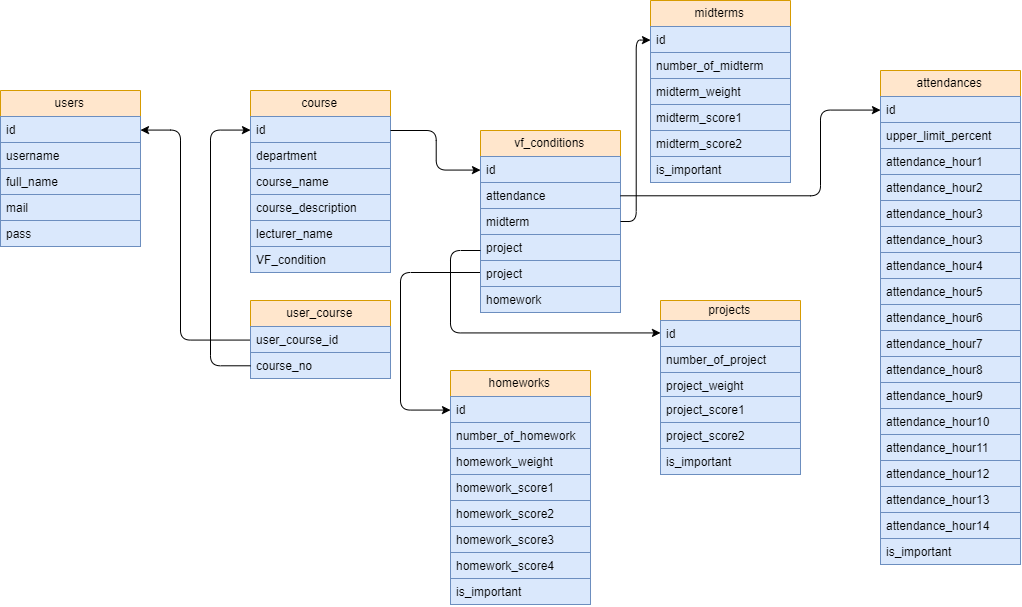 users
id
username
full_name
mail
pass
course
id
department
course_name
course_description
lecturer_name
VF_condition
user_course
user_course_id
course_no
vf_conditions
id
attendance
midterm
project
project
homework
midterms
id
number_of_midterm
midterm_weight
midterm_score1
midterm_score2
is_important
homeworks
id
number_of_homework
homework_weight
homework_score1
homework_score2
homework_score3
homework_score4
is_important
projects
id
number_of_project
project_weight
project_score1
project_score2
is_important
attendances
id
upper_limit_percent
attendance_hour1
attendance_hour2
attendance_hour3
attendance_hour3
attendance_hour4
attendance_hour5
attendance_hour6
attendance_hour7
attendance_hour8
attendance_hour9
attendance_hour10
attendance_hour11
attendance_hour12
attendance_hour13
attendance_hour14
is_important